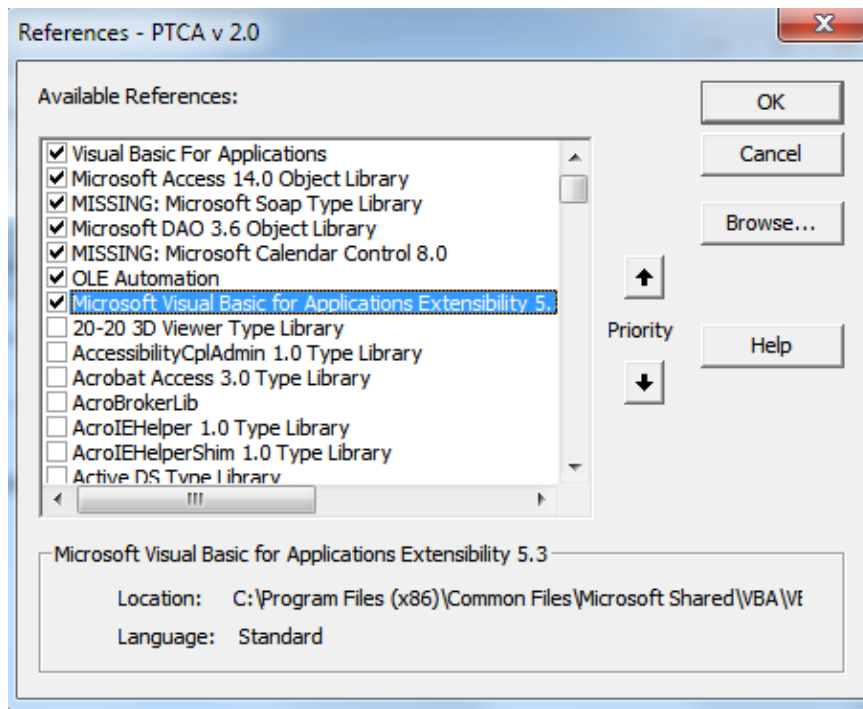 References - PTCA v 2.0
Available References:
OK
Visual Basic For Applications
Cancel
Microsoft Access 14.0 Object Library
MISSING: Microsoft Soap Type Library
Microsoft DAO 3.6 Object Library
Browse...
MISSING: Microsoft Calendar Control 8.0
OLE Automation
Microsoft Visual Basic for Applications Extensibility 5.
20-20 3D Viewer Type Library
Priority
AccessibilityCplAdmin 1.0 Type Library
Help
Acrobat Access 3.0 Type Library
AcroBrokerLib
AcroIEHelper 1.0 Type Library
AcroIEHelperShim 1.0 Type Library
Active DS Type Library
Microsoft Visual Basic for Applications Extensibility 5.3
Location: C:\Program Files (x86)\Common Files\Microsoft Shared\VBA\VE
Language: Standard